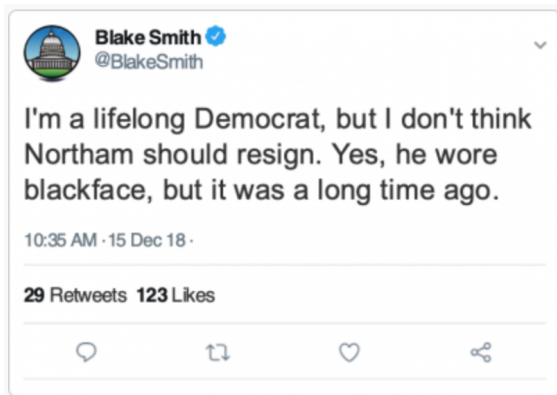 Blake Smith
@BlakeSmith
I'm a lifelong Democrat, but I don't think
Northam should resign. Yes, he wore
blackface, but it was a long time ago.
10:35 AM · 15 Dec 18 ·
29 Retweets 123 Likes